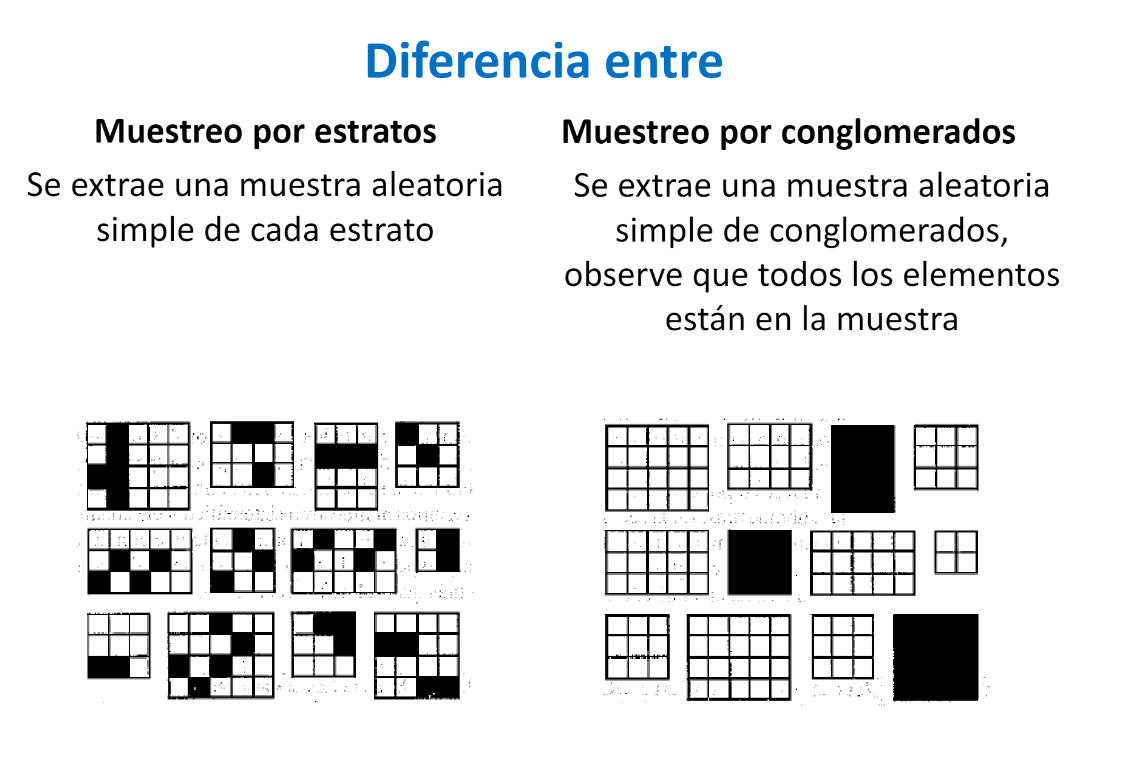 Diferencia entre
Muestreo por estratos
Se extrae una muestra aleatoria
simple de cada estrato
Muestreo por conglomerados
Se extrae una muestra aleatoria
simple de conglomerados,
observe que todos los elementos
están en la muestra